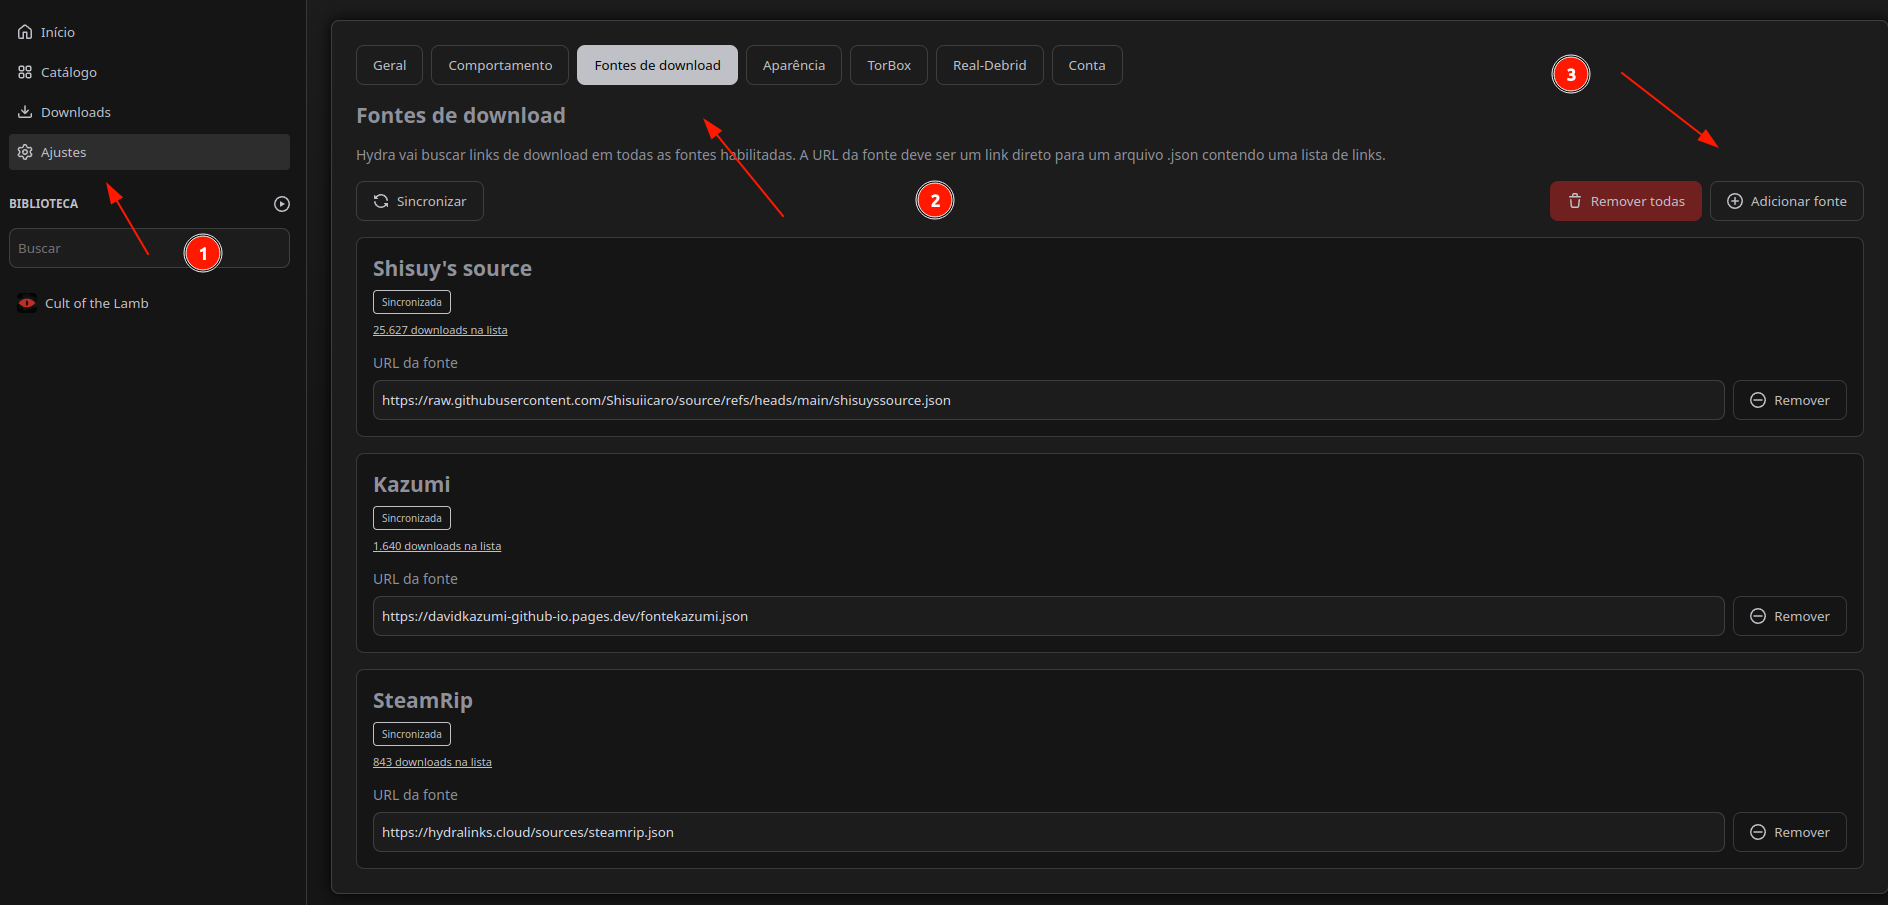 Início
Catálogo
Downloads
Ajustes
BIBLIOTECA
Buscar
Cult of the Lamb
1
Geral
Comportamento
Fontes de download
Aparência
TorBox
Real-Debrid
Conta
3
Fontes de download
Hydra vai buscar links de download em todas as fontes habilitadas. A URL da fonte deve ser um link direto para um arquivo .json contendo uma lista de links.
Sincronizar
2
Remover todas
Adicionar fonte
Shisuy's source
Sincronizada
25.627 downloads na lista
URL da fonte
https://raw.githubusercontent.com/Shisuiicaro/source/refs/heads/main/shisuyssource.json
Remover
Kazumi
Sincronizada
1.640 downloads na lista
URL da fonte
https://davidkazumi-github-io.pages.dev/fontekazumi.json
Remover
SteamRip
Sincronizada
843 downloads na lista
URL da fonte
https://hydralinks.cloud/sources/steamrip.json
Remover